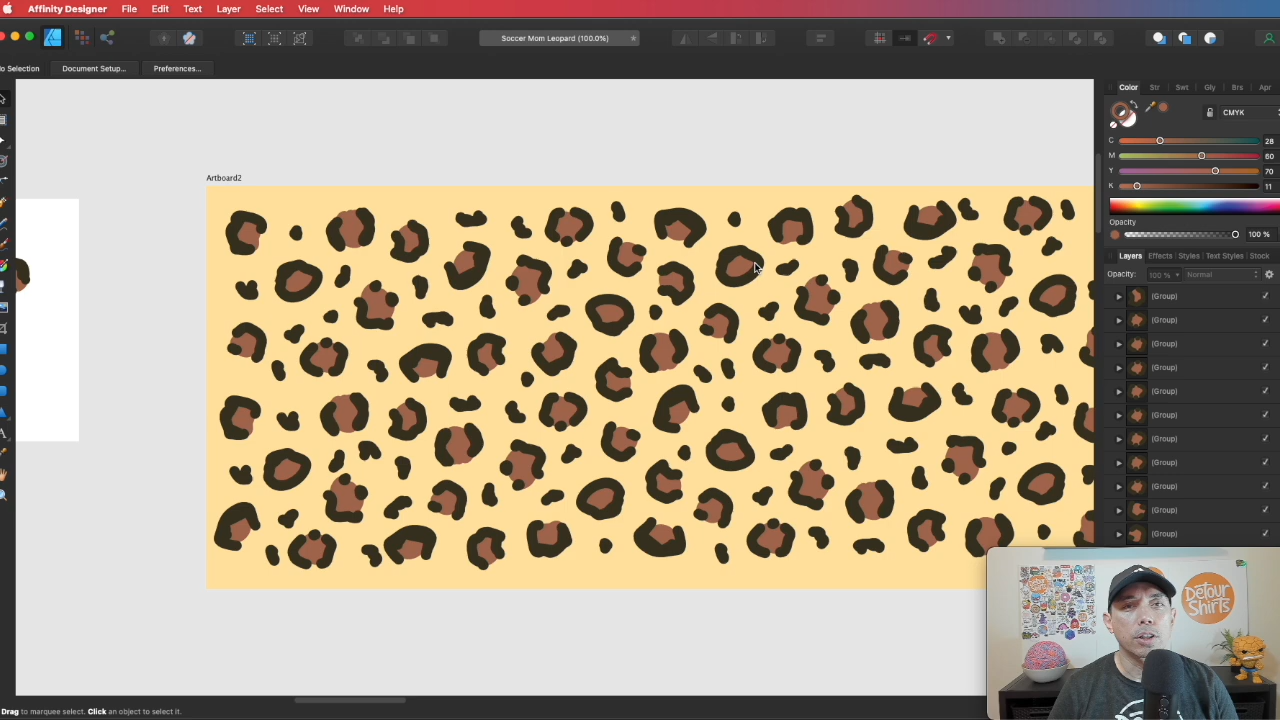 Affinity Designer File Edit Text Layer Select View Window Help
Soccer Mom Leopard (100.0%)
o Selection Document Setup... Preferences...
Color Str Swt Gly Brs Apr
CMYK
C 28
M 60
Y 70
K 11
Opacity
100 %
Layers Effects Styles Text Styles Stock
Opacity: 100 % Normal
(Group)
(Group)
(Group)
(Group)
(Group)
(Group)
(Group)
(Group)
(Group)
(Group)
(Group)
Artboard2
DeTour
SHirTS
Drag to marquee select. Click an object to select it.